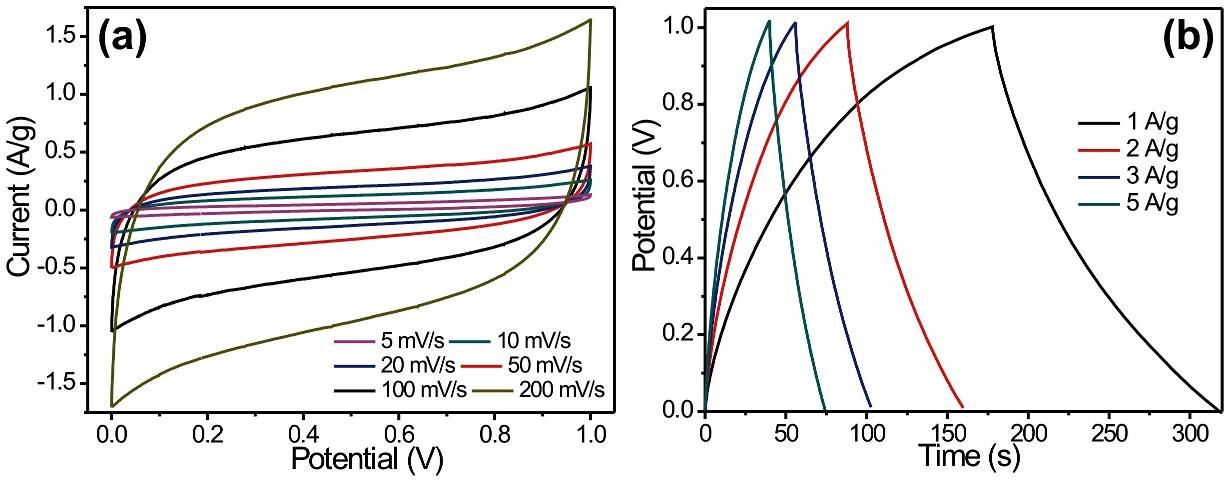 (a)
Current (A/g)
1.5
1.0
0.5
0.0
-0.5
-1.0
-1.5
5 mV/s 10 mV/s
20 mV/s 50 mV/s
100 mV/s 200 mV/s
0.0 0.2 0.4 0.6 0.8 1.0
Potential (V)
(b)
Potential (V)
1.0
0.8
0.6
0.4
0.2
0.0
1 A/g
2 A/g
3 A/g
5 A/g
0 50 100 150 200 250 300
Time (s)